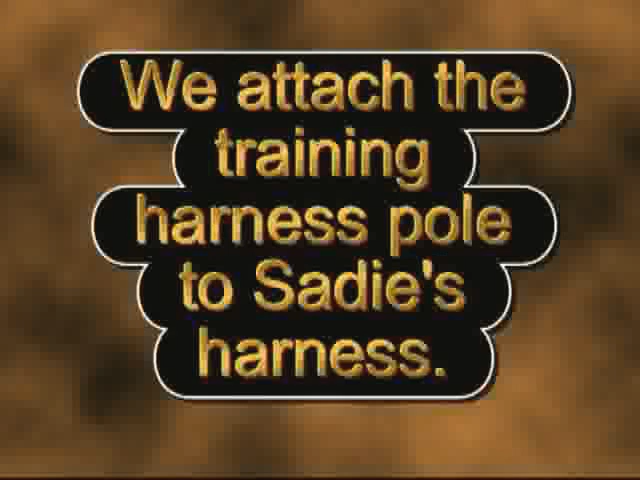 We attach the
training
harness pole
to Sadie's
harness.